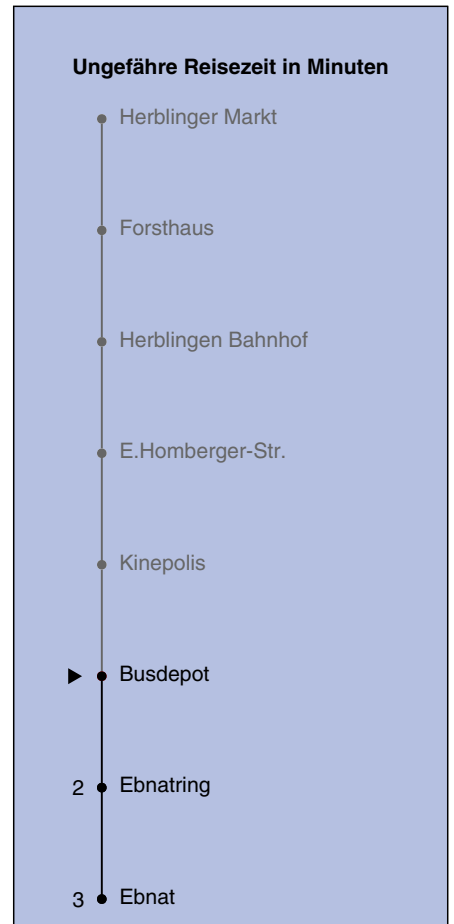 Ungefähre Reisezeit in Minuten
Herblinger Markt
Forsthaus
Herblingen Bahnhof
E.Homberger-Str.
Kinepolis
Busdepot
2 Ebnatring
3 Ebnat